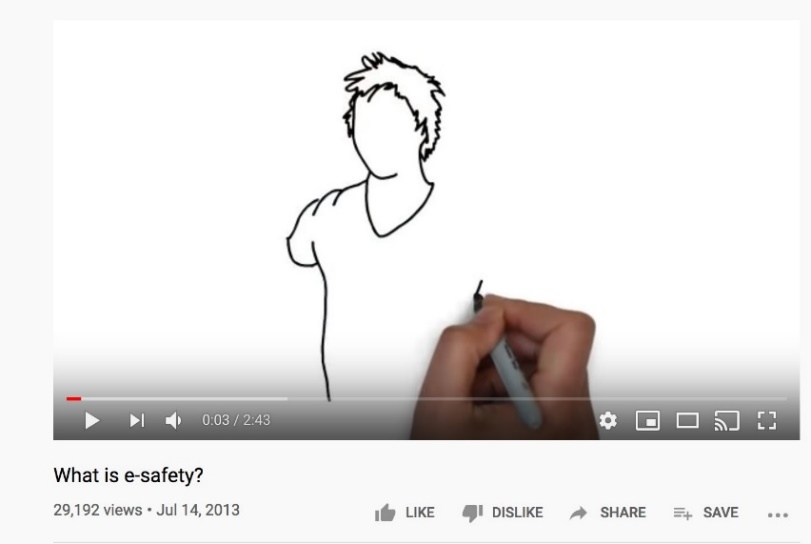 0:03 / 2:43
What is e-safety?
29,192 views • Jul 14, 2013 LIKE DISLIKE SHARE SAVE